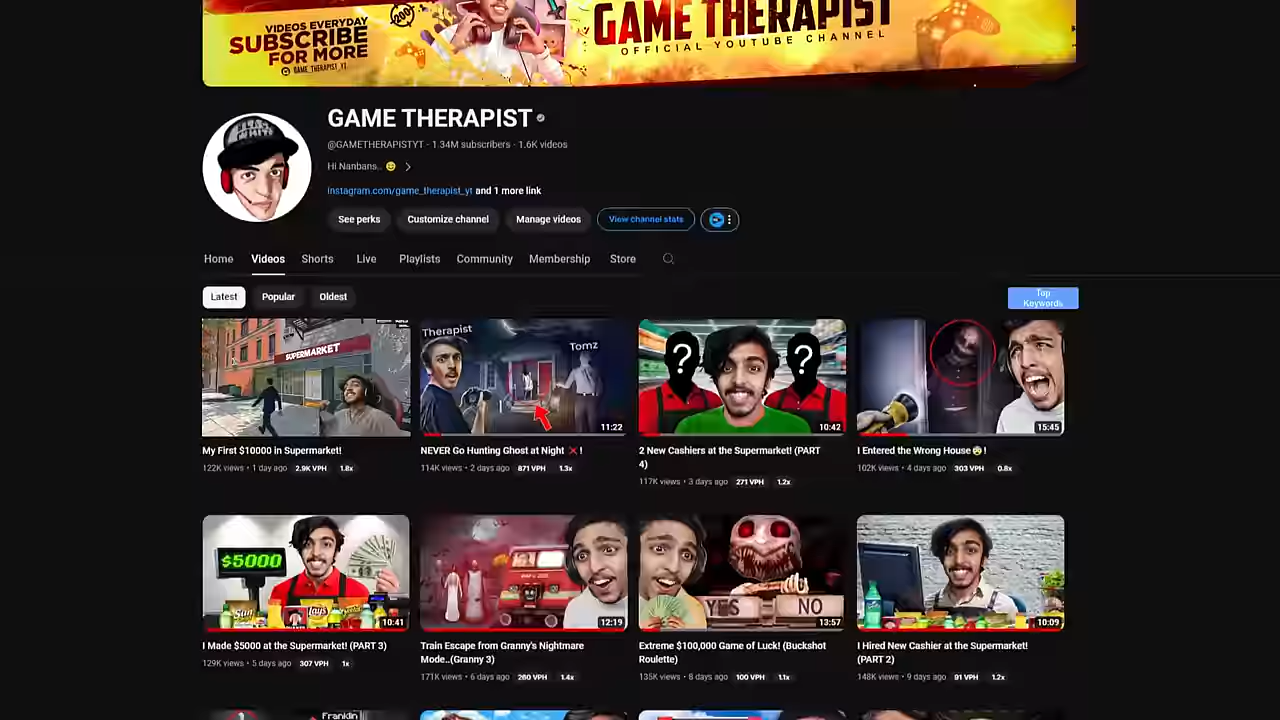 VIDEOS EVERYDAY
SUBSCRIBE
FOR MORE
GAME_THERAPIST_YT
200
GAME THERAPIST
OFFICIAL YOUTUBE CHANNEL
GAME THERAPIST
@GAMETHERAPISTYT · 1.34M subscribers · 1.6K videos
Hi Nanbans.. 😊 >
instagram.com/game_therapist_yt and 1 more link
See perks
Customize channel
Manage videos
View channel stats
Home
Videos
Shorts
Live
Playlists
Community
Membership
Store
Latest
Popular
Oldest
Top
Keywords
SUPERMARKET
Therapist
Tomz
11:22
?
?
10:42
15:45
My First $10000 in Supermarket!
122K views • 1 day ago 2.9K VPH 1.8x
NEVER Go Hunting Ghost at Night ❌ !
114K views • 2 days ago 871 VPH 1.3x
2 New Cashiers at the Supermarket! (PART
4)
117K views • 3 days ago 271 VPH 1.2x
I Entered the Wrong House😨!
102K views • 4 days ago 303 VPH 0.8x
$5000
Sun
Lays
10:41
12:19
YES
NO
13:57
10:09
I Made $5000 at the Supermarket! (PART 3)
129K views • 5 days ago 307 VPH 1x
Train Escape from Granny's Nightmare
Mode..(Granny 3)
171K views • 6 days ago 260 VPH 1.4x
Extreme $100,000 Game of Luck! (Buckshot
Roulette)
135K views • 8 days ago 100 VPH 1.1x
I Hired New Cashier at the Supermarket!
(PART 2)
148K views • 9 days ago 91 VPH 1.2x
Franklin